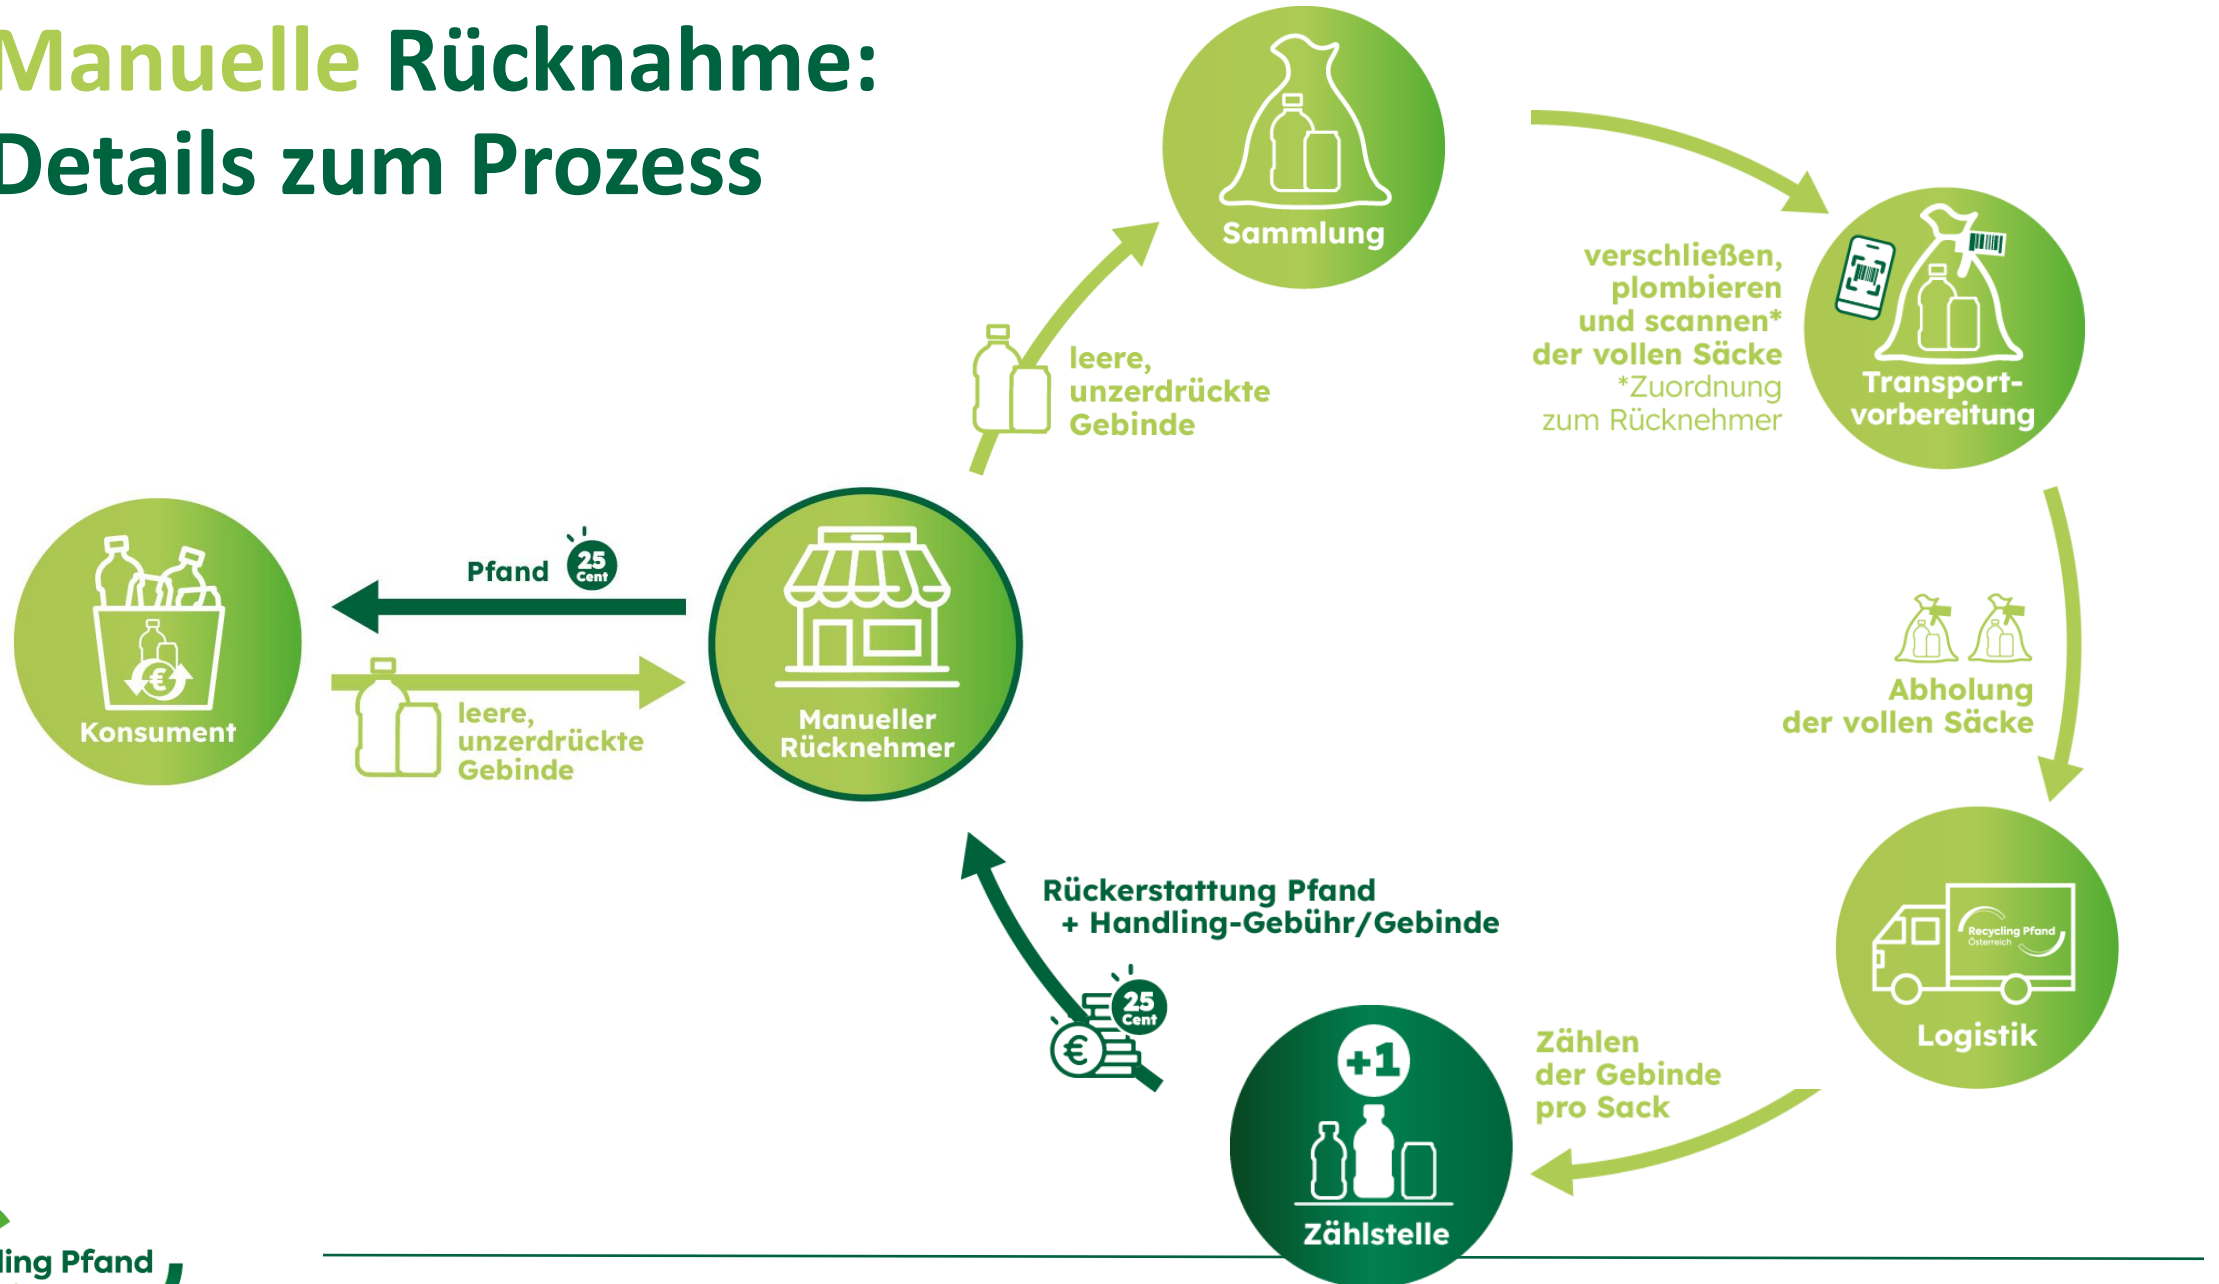 Manuelle Rücknahme:
Details zum Prozess
Sammlung
verschließen,
plombieren
und scannen*
der vollen Säcke
*Zuordnung
zum Rücknehmer
Transport-
vorbereitung
leere,
unzerdrückte
Gebinde
Pfand
25
Cent
Konsument
€
leere,
unzerdrückte
Gebinde
Manueller
Rücknehmer
Abholung
der vollen Säcke
Recycling Pfand
Österreich
Logistik
Rückerstattung Pfand
+ Handling-Gebühr/Gebinde
25
Cent
€
Zählen
der Gebinde
pro Sack
+1
Zählstelle
ling Pfand